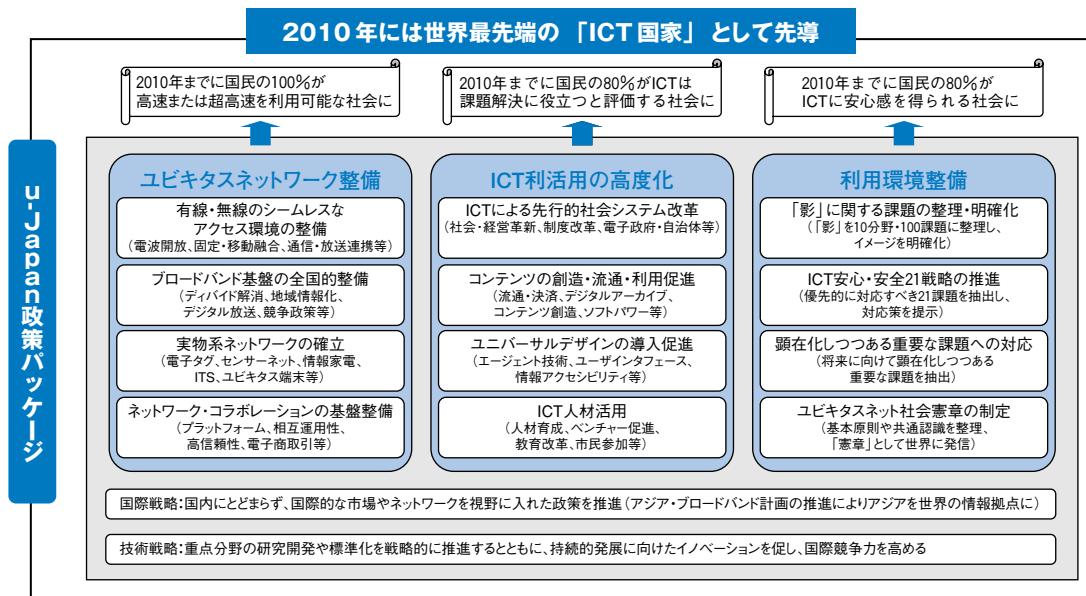 2010年には世界最先端の「ICT国家」として先導
2010年までに国民の100%が
高速または超高速を利用可能な社会に
2010年までに国民の80%がICTは
課題解決に役立つと評価する社会に
2010年までに国民の80%が
ICTに安心感を得られる社会に
u-Japan政策パッケージ
ユビキタスネットワーク整備
有線・無線のシームレスな
アクセス環境の整備
(電波開放、固定・移動融合、通信・放送連携等)
ブロードバンド基盤の全国的整備
(ディバイド解消、地域情報化、
デジタル放送、競争政策等)
実物系ネットワークの確立
(電子タグ、センサーネット、情報家電、
ITS、ユビキタス端末等)
ネットワーク・コラボレーションの基盤整備
(プラットフォーム、相互運用性、
高信頼性、電子商取引等)
ICT利活用の高度化
ICTによる先行的社会システム改革
(社会・経営革新、制度改革、電子政府・自治体等)
コンテンツの創造・流通・利用促進
(流通・決済、デジタルアーカイブ、
コンテンツ創造、ソフトパワー等)
ユニバーサルデザインの導入促進
(エージェント技術、ユーザインタフェース、
情報アクセシビリティ等)
ICT人材活用
(人材育成、ベンチャー促進、
教育改革、市民参加等)
利用環境整備
「影」に関する課題の整理・明確化
(「影」を10分野・100課題に整理し、
イメージを明確化)
ICT安心・安全21戦略の推進
(優先的に対応すべき21課題を抽出し、
対応策を提示)
顕在化しつつある重要な課題への対応
(将来に向けて顕在化しつつある
重要な課題を抽出)
ユビキタスネット社会憲章の制定
(基本原則や共通認識を整理、
「憲章」として世界に発信)
国際戦略:国内にとどまらず、国際的な市場やネットワークを視野に入れた政策を推進(アジア・ブロードバンド計画の推進によりアジアを世界の情報拠点に)
技術戦略:重点分野の研究開発や標準化を戦略的に推進するとともに、持続的発展に向けたイノベーションを促し、国際競争力を高める